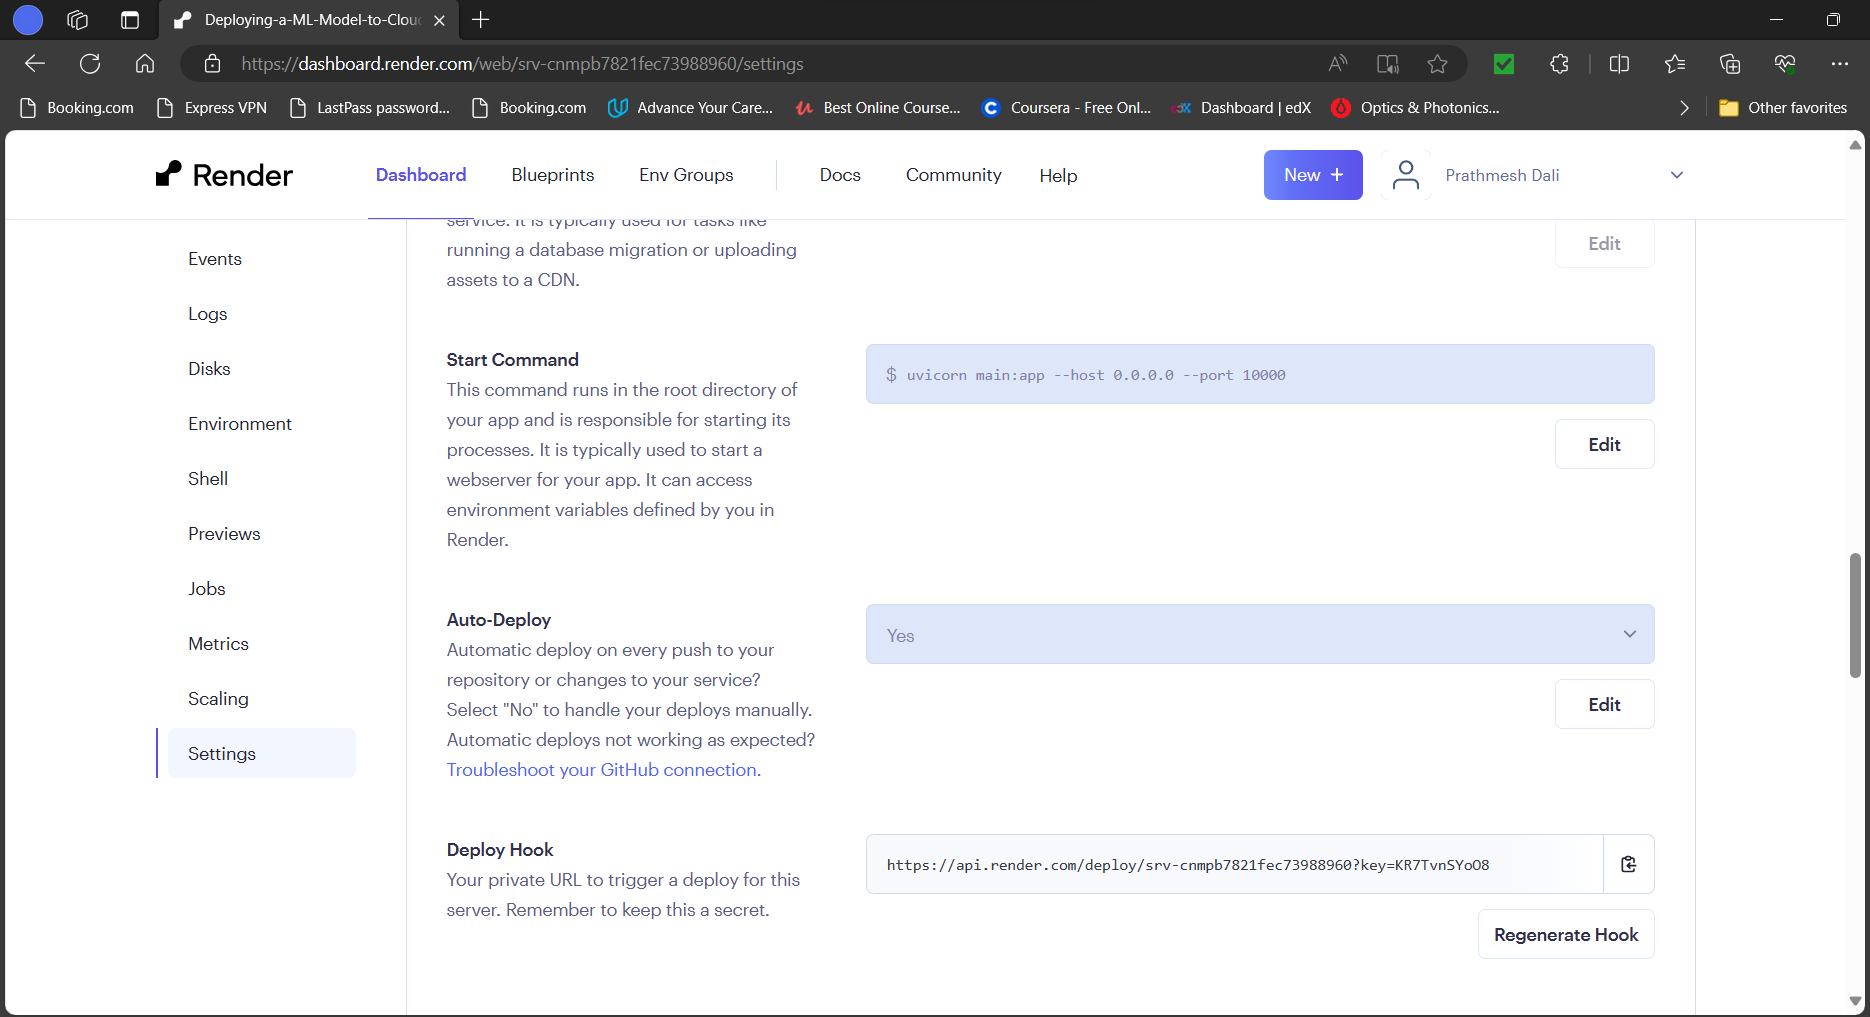 Deploying-a-ML-Model-to-Clou
https://dashboard.render.com/web/srv-cnmpb7821fec73988960/settings
Booking.com
Express VPN
LastPass password...
Booking.com
Advance Your Care...
Best Online Course...
Coursera - Free Onl...
Dashboard | edX
Optics & Photonics...
Other favorites
Render
Dashboard
Blueprints
Env Groups
Docs
Community
Help
New +
Prathmesh Dali
Events
Logs
Disks
Environment
Shell
Previews
Jobs
Metrics
Scaling
Settings
service. It is typically used for tasks like
running a database migration or uploading
assets to a CDN.
Edit
Start Command
This command runs in the root directory of
your app and is responsible for starting its
processes. It is typically used to start a
webserver for your app. It can access
environment variables defined by you in
Render.
$ uvicorn main:app --host 0.0.0.0 --port 10000
Edit
Auto-Deploy
Automatic deploy on every push to your
repository or changes to your service?
Select "No" to handle your deploys manually.
Automatic deploys not working as expected?
Troubleshoot your GitHub connection.
Yes
Edit
Deploy Hook
Your private URL to trigger a deploy for this
server. Remember to keep this a secret.
https://api.render.com/deploy/srv-cnmpb7821fec73988960?key=KR7TvnSYoO8
Regenerate Hook